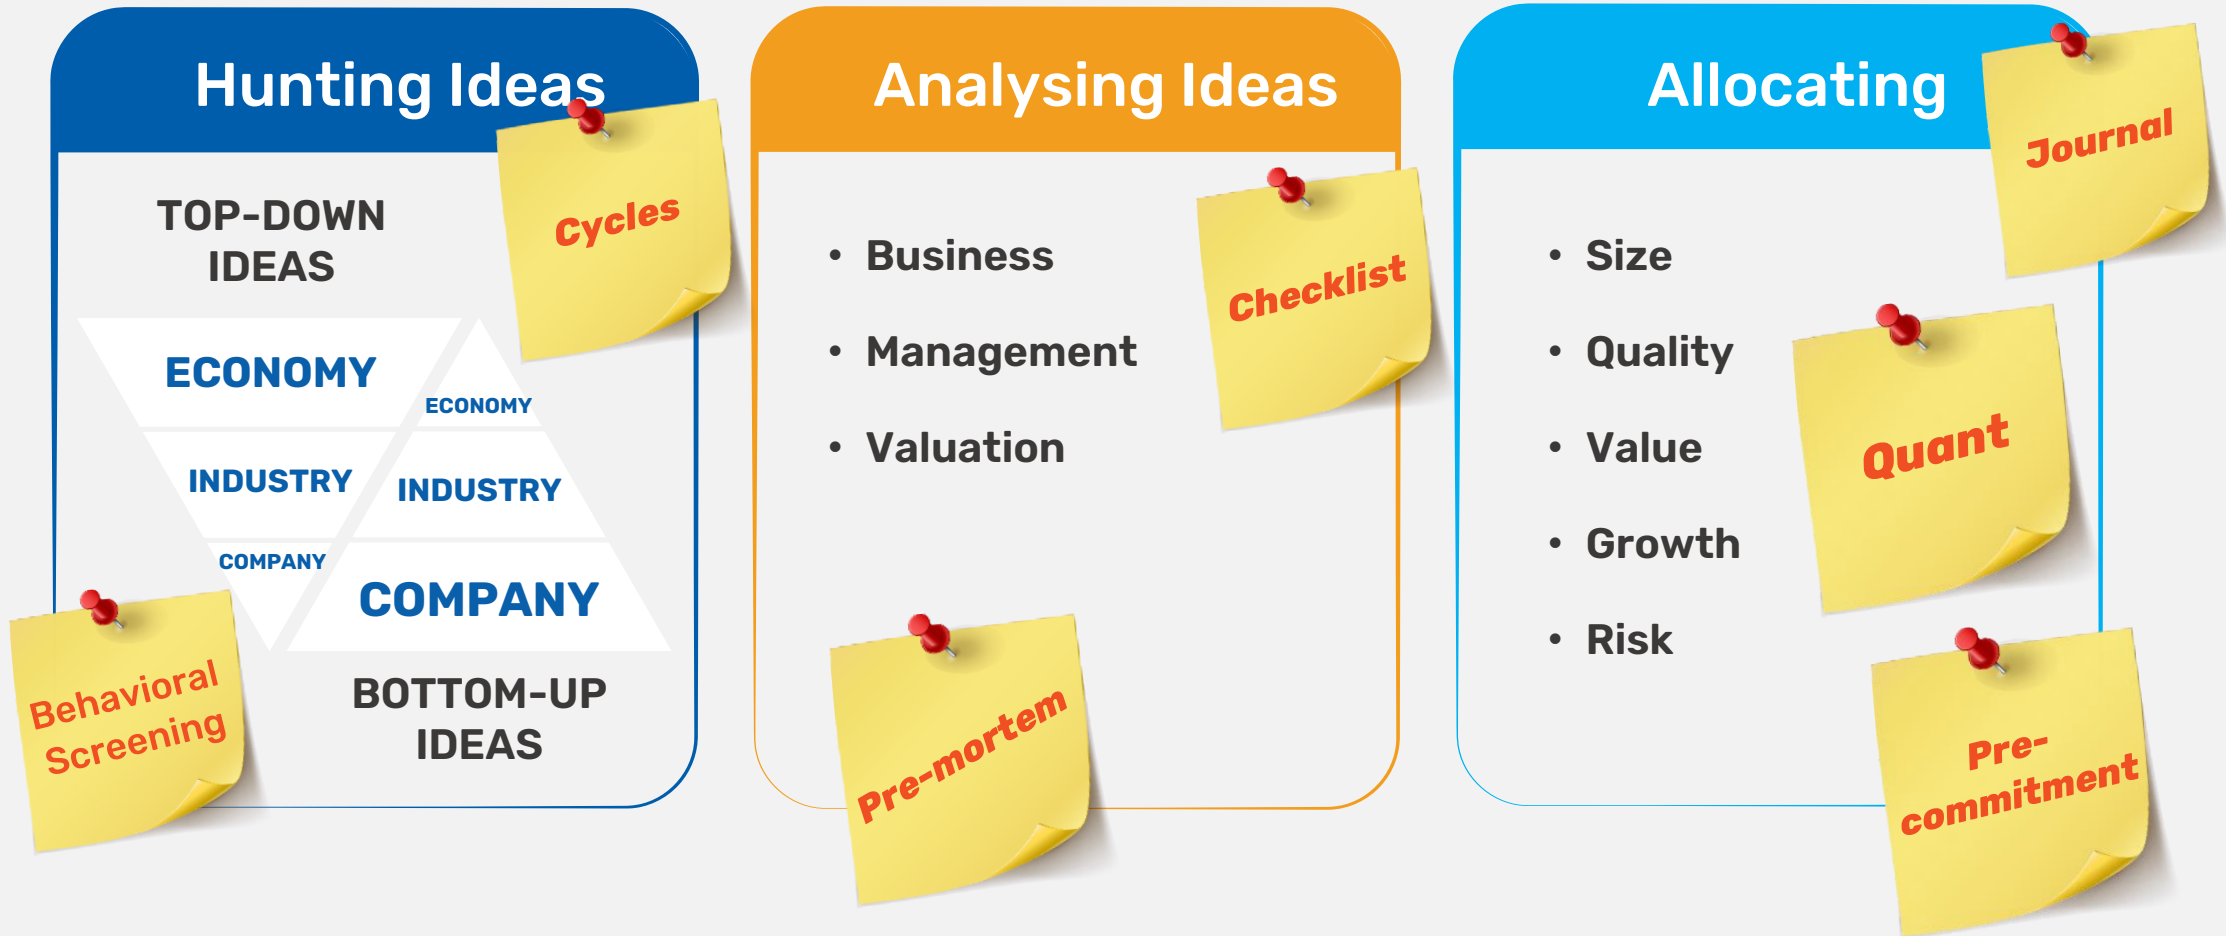 Hunting Ideas
Cycles
TOP-DOWN
IDEAS
ECONOMY
INDUSTRY
COMPANY
ECONOMY
INDUSTRY
COMPANY
BOTTOM-UP
IDEAS
Behavioral
Screening
Analysing Ideas
Checklist
• Business
• Management
• Valuation
Pre-mortem
Allocating
Journal
• Size
• Quality
• Value
• Growth
• Risk
Quant
Pre-
commitment